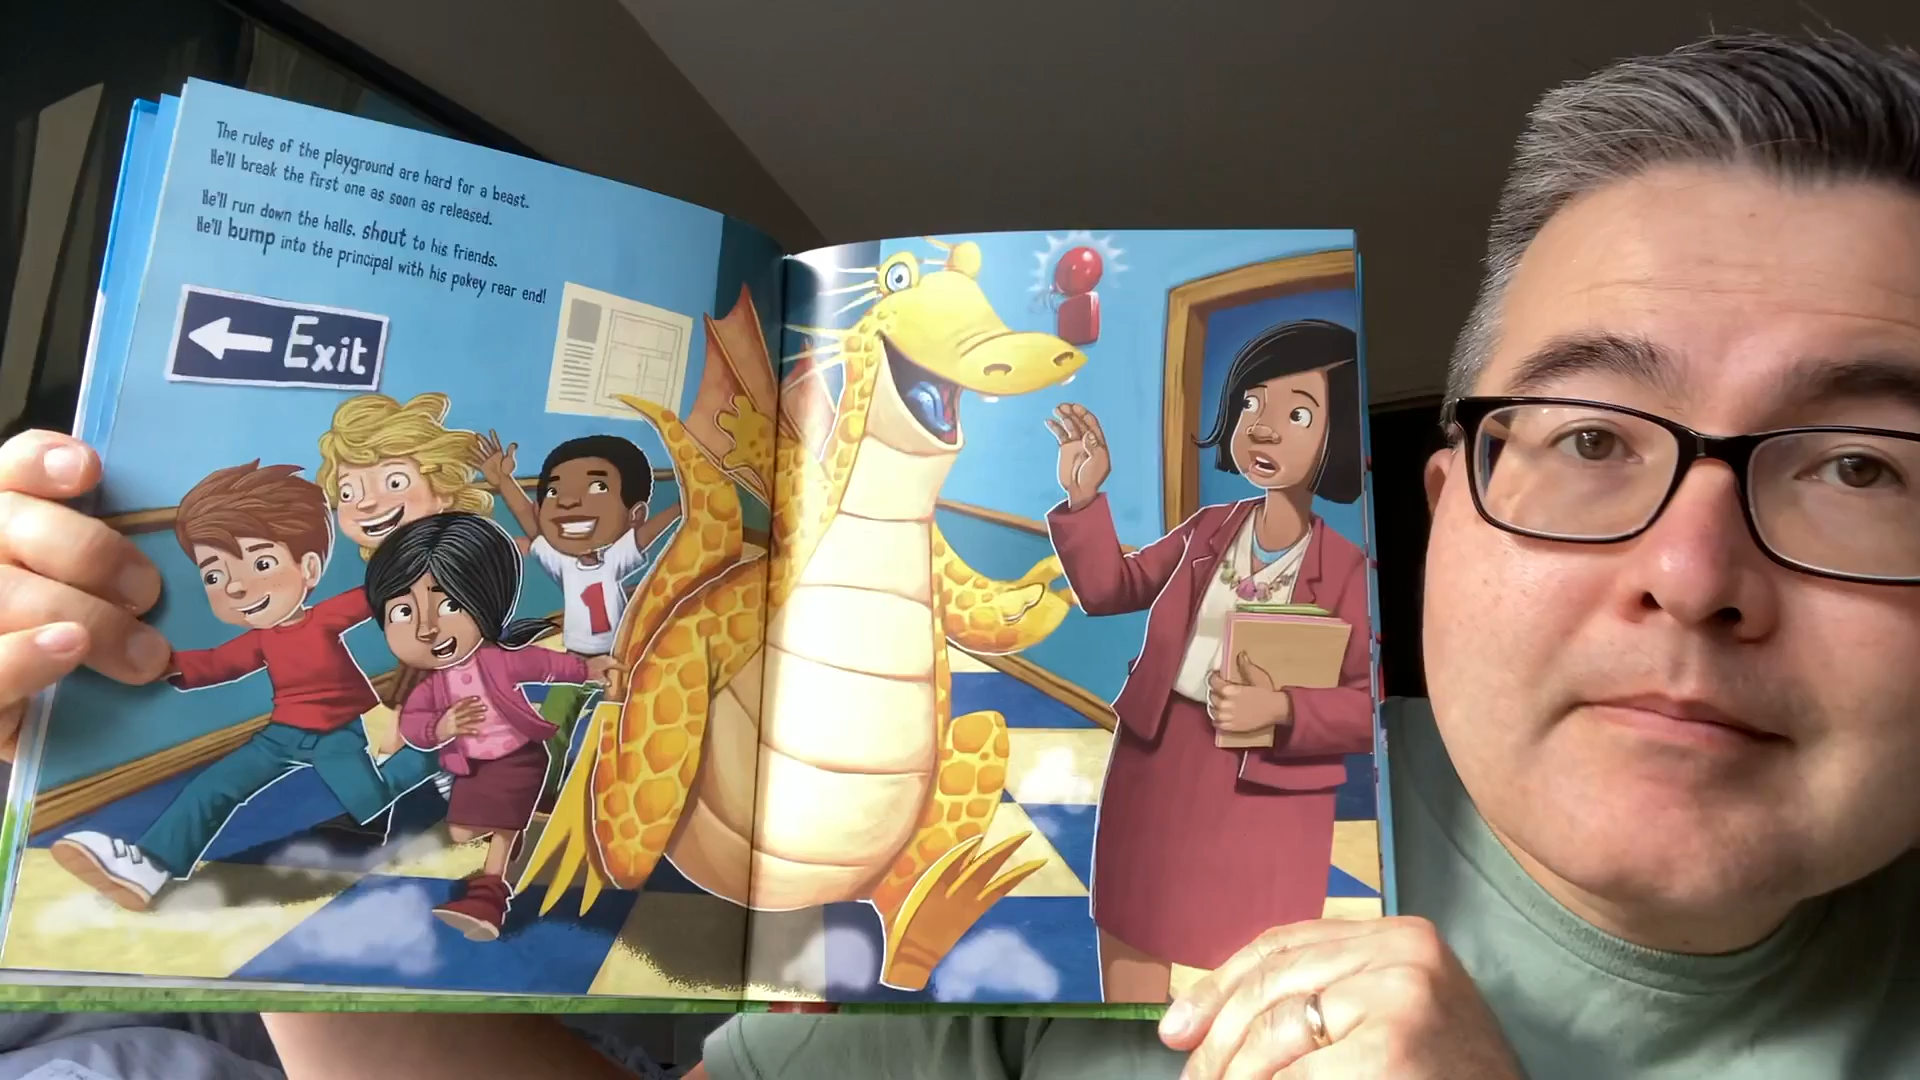 The rules of the playground are hard for a beast.
He'll break the first one as soon as released.
He'll run down the halls, shout to his friends.
He'll bump into the principal with his pokey rear end!
Exit
1